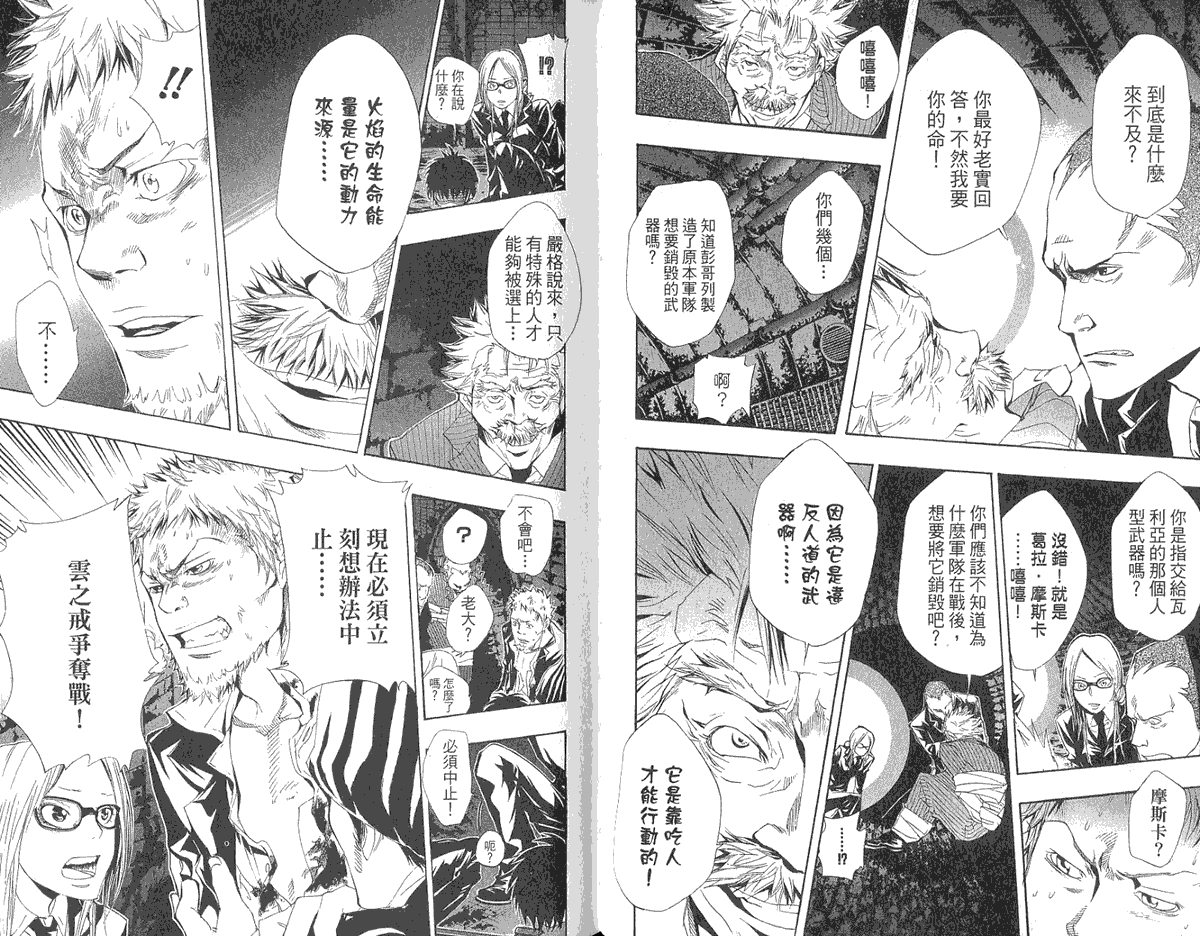 到底是什麼
來不及？
你最好老實回
答，不然我要
你的命！
嘻嘻嘻！
你們幾個…
知道彭哥列製
造了原本軍隊
想要銷毀的武
器嗎？
啊？
你是指交給瓦
利亞的那個人
型武器嗎？
沒錯！就是
葛拉．摩斯卡
……嘻嘻！
摩斯卡？
你們應該不知道為
什麼軍隊在戰後，
想要將它銷毀吧？
……!?
因為它是違
反人道的武
器啊……
它是靠吃人
才能行動的！
!?
你在說
什麼？
嚴格說來，只
有特殊的人才
能夠被選上…
火焰的生命能
量是它的動力
來源……
!!
不……
不會吧…
？
老大？
怎麼了
嗎？
必須中止！
呃？
現在必須立
刻想辦法中
止……
雲之戒爭奪戰！